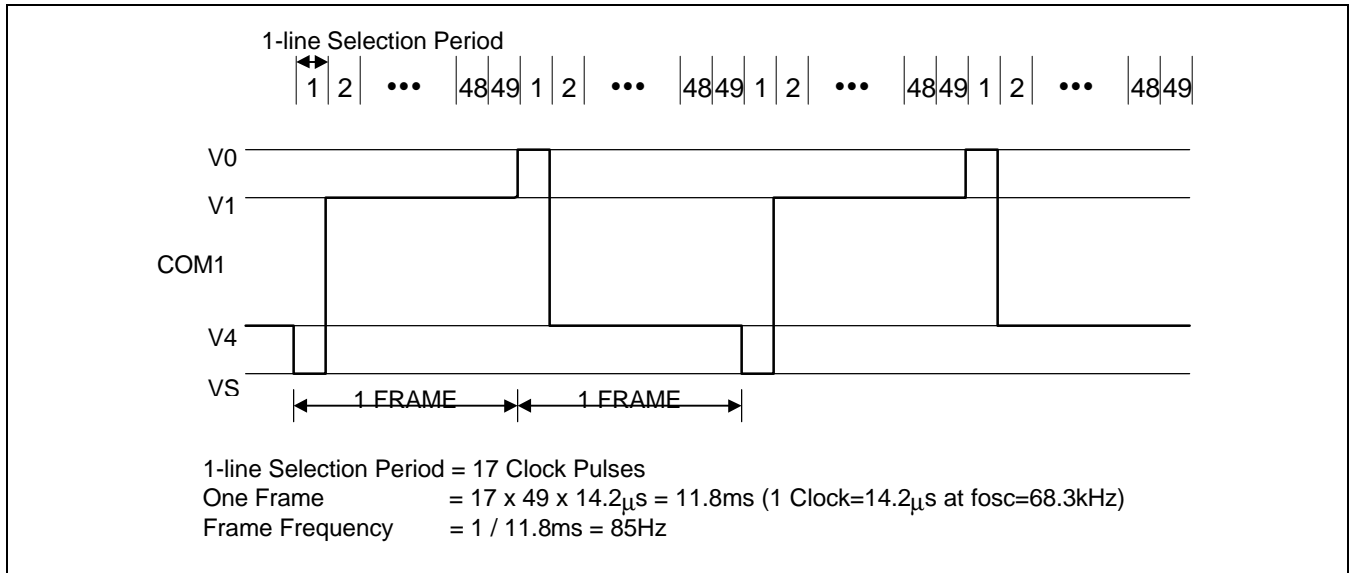 1-line Selection Period
1 2 ••• 48 49 1 2 ••• 48 49 1 2 ••• 48 49 1 2 ••• 48 49
V0
V1
COM1
V4
VS
1 FRAME 1 FRAME
1-line Selection Period = 17 Clock Pulses
One Frame = 17 x 49 x 14.2μs = 11.8ms (1 Clock=14.2μs at fosc=68.3kHz)
Frame Frequency = 1 / 11.8ms = 85Hz